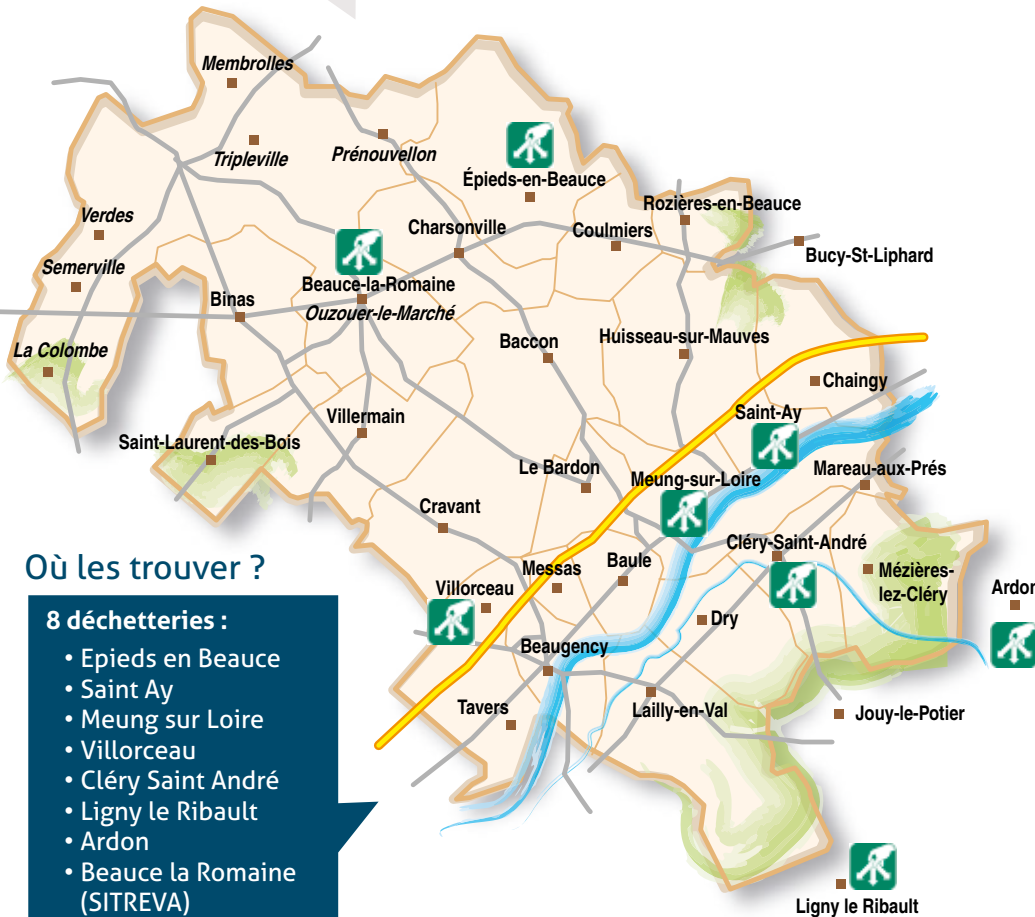 Membrolles
Tripleville
Prénouvellon
Épieds-en-Beauce
Rozières-en-Beauce
Verdes
Charsonville
Coulmiers
Bucy-St-Liphard
Semerville
Beauce-la-Romaine
Binas
Ouzouer-le-Marché
La Colombe
Baccon
Huisseau-sur-Mauves
Chaingy
Villermain
Saint-Ay
Saint-Laurent-des-Bois
Le Bardon
Meung-sur-Loire
Mareau-aux-Prés
Cravant
Cléry-Saint-André
Messas
Baule
Mézières-
lez-Cléry
Villorceau
Ardon
Dry
Beaugency
Tavers
Lailly-en-Val
Jouy-le-Potier
Ligny le Ribault
Où les trouver ?
8 déchetteries :
• Epieds en Beauce
• Saint Ay
• Meung sur Loire
• Villorceau
• Cléry Saint André
• Ligny le Ribault
• Ardon
• Beauce la Romaine
(SITREVA)